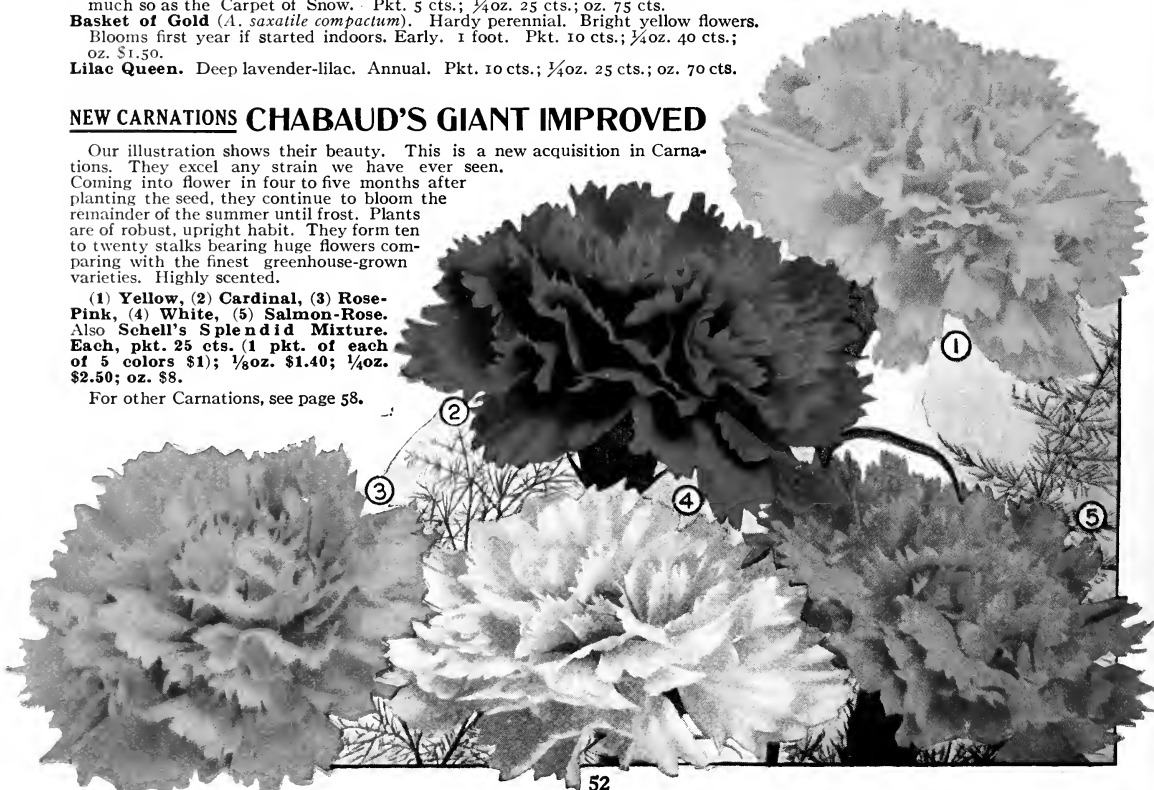 much so as the Carpet of Snow. Pkt. 5 cts.; ¼oz. 25 cts.; oz. 75 cts.
Basket of Gold (A. saxatile compactum). Hardy perennial. Bright yellow flowers.
Blooms first year if started indoors. Early. 1 foot. Pkt. 10 cts.; ¼oz. 40 cts.;
oz. $1.50.
Lilac Queen. Deep lavender-lilac. Annual. Pkt. 10 cts.; ¼oz. 25 cts.; oz. 70 cts.
NEW CARNATIONS CHABAUD'S GIANT IMPROVED
Our illustration shows their beauty. This is a new acquisition in Carna-
tions. They excel any strain we have ever seen.
Coming into flower in four to five months after
planting the seed, they continue to bloom the
remainder of the summer until frost. Plants
are of robust, upright habit. They form ten
to twenty stalks bearing huge flowers com-
paring with the finest greenhouse-grown
varieties. Highly scented.
(1) Yellow, (2) Cardinal, (3) Rose-
Pink, (4) White, (5) Salmon-Rose.
Also Schell's Splendid Mixture.
Each, pkt. 25 cts. (1 pkt. of each
of 5 colors $1); ⅛oz. $1.40; ¼oz.
$2.50; oz. $8.
For other Carnations, see page 58.
1
2
3
4
5
52